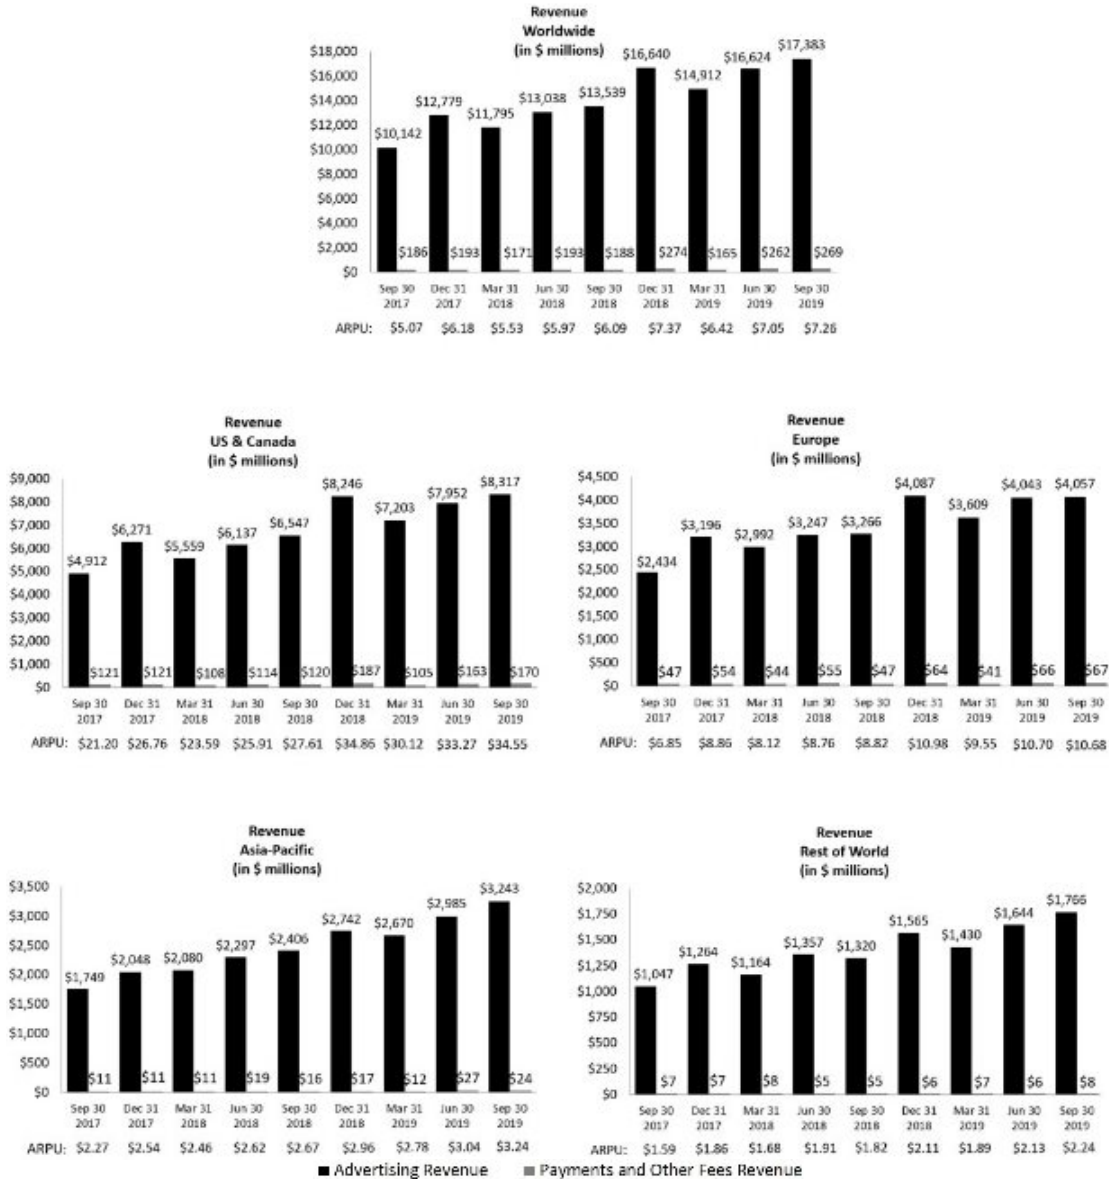 Revenue
Worldwide
(in $ millions)
$18,000
$16,000
$14,000
$12,000
$10,000
$8,000
$6,000
$4,000
$2,000
$0
$10,142 $12,779 $11,795 $13,038 $13,539 $16,640 $14,912 $16,624 $17,383
$186 $193 $171 $193 $188 $274 $165 $262 $269
Sep 30 Dec 31 Mar 31 Jun 30 Sep 30 Dec 31 Mar 31 Jun 30 Sep 30
2017 2017 2018 2018 2018 2018 2019 2019 2019
ARPU: $5.07 $6.18 $5.53 $5.97 $6.09 $7.37 $6.42 $7.05 $7.26
Revenue
US & Canada
(in $ millions)
$9,000
$8,000
$7,000
$6,000
$5,000
$4,000
$3,000
$2,000
$1,000
$0
$4,912 $6,271 $5,559 $6,137 $6,547 $8,246 $7,203 $7,952 $8,317
$121 $121 $108 $114 $120 $187 $105 $163 $170
Sep 30 Dec 31 Mar 31 Jun 30 Sep 30 Dec 31 Mar 31 Jun 30 Sep 30
2017 2017 2018 2018 2018 2018 2019 2019 2019
ARPU: $21.20 $26.76 $23.59 $25.91 $27.61 $34.86 $30.12 $33.27 $34.55
Revenue
Europe
(in $ millions)
$4,500
$4,000
$3,500
$3,000
$2,500
$2,000
$1,500
$1,000
$500
$0
$2,434 $3,196 $2,992 $3,247 $3,266 $4,087 $3,609 $4,043 $4,057
$47 $54 $44 $55 $47 $64 $41 $66 $67
Sep 30 Dec 31 Mar 31 Jun 30 Sep 30 Dec 31 Mar 31 Jun 30 Sep 30
2017 2017 2018 2018 2018 2018 2019 2019 2019
ARPU: $6.85 $8.86 $8.12 $8.76 $8.82 $10.98 $9.55 $10.70 $10.68
Revenue
Asia-Pacific
(in $ millions)
$3,500
$3,000
$2,500
$2,000
$1,500
$1,000
$500
$0
$1,749 $2,048 $2,080 $2,297 $2,406 $2,742 $2,670 $2,985 $3,243
$11 $11 $11 $19 $16 $17 $12 $27 $24
Sep 30 Dec 31 Mar 31 Jun 30 Sep 30 Dec 31 Mar 31 Jun 30 Sep 30
2017 2017 2018 2018 2018 2018 2019 2019 2019
ARPU: $2.27 $2.54 $2.46 $2.62 $2.67 $2.96 $2.78 $3.04 $3.24
Revenue
Rest of World
(in $ millions)
$2,000
$1,750
$1,500
$1,250
$1,000
$750
$500
$250
$0
$1,047 $1,264 $1,164 $1,357 $1,320 $1,565 $1,430 $1,644 $1,766
$7 $7 $8 $5 $5 $6 $7 $6 $8
Sep 30 Dec 31 Mar 31 Jun 30 Sep 30 Dec 31 Mar 31 Jun 30 Sep 30
2017 2017 2018 2018 2018 2018 2019 2019 2019
ARPU: $1.59 $1.86 $1.68 $1.91 $1.82 $2.11 $1.89 $2.13 $2.24
Advertising Revenue Payments and Other Fees Revenue